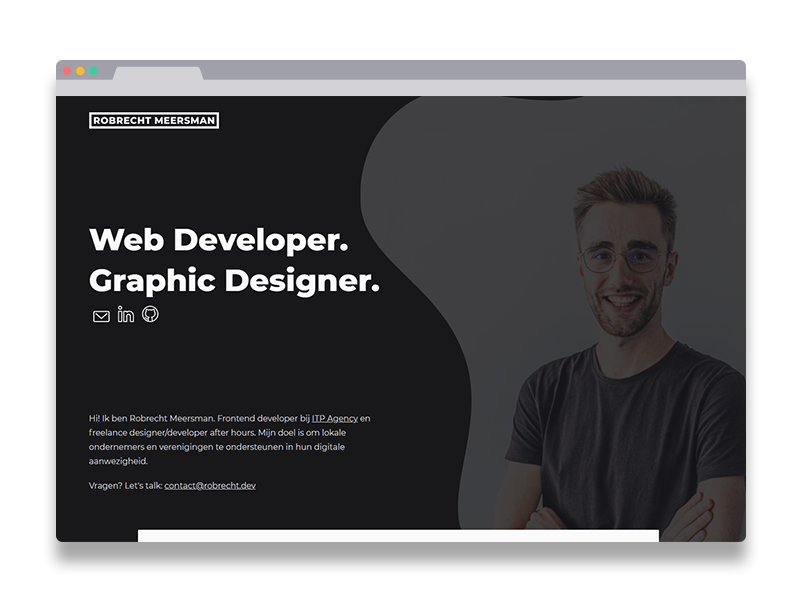 ROBRECHT MEERSMAN
Web Developer.
Graphic Designer.
in
Hi! Ik ben Robrecht Meersman. Frontend developer bij ITP Agency en
freelance designer/developer after hours. Mijn doel is om lokale
ondernemers en verenigingen te ondersteunen in hun digitale
aanwezigheid.
Vragen? Let's talk: contact@robrecht.dev